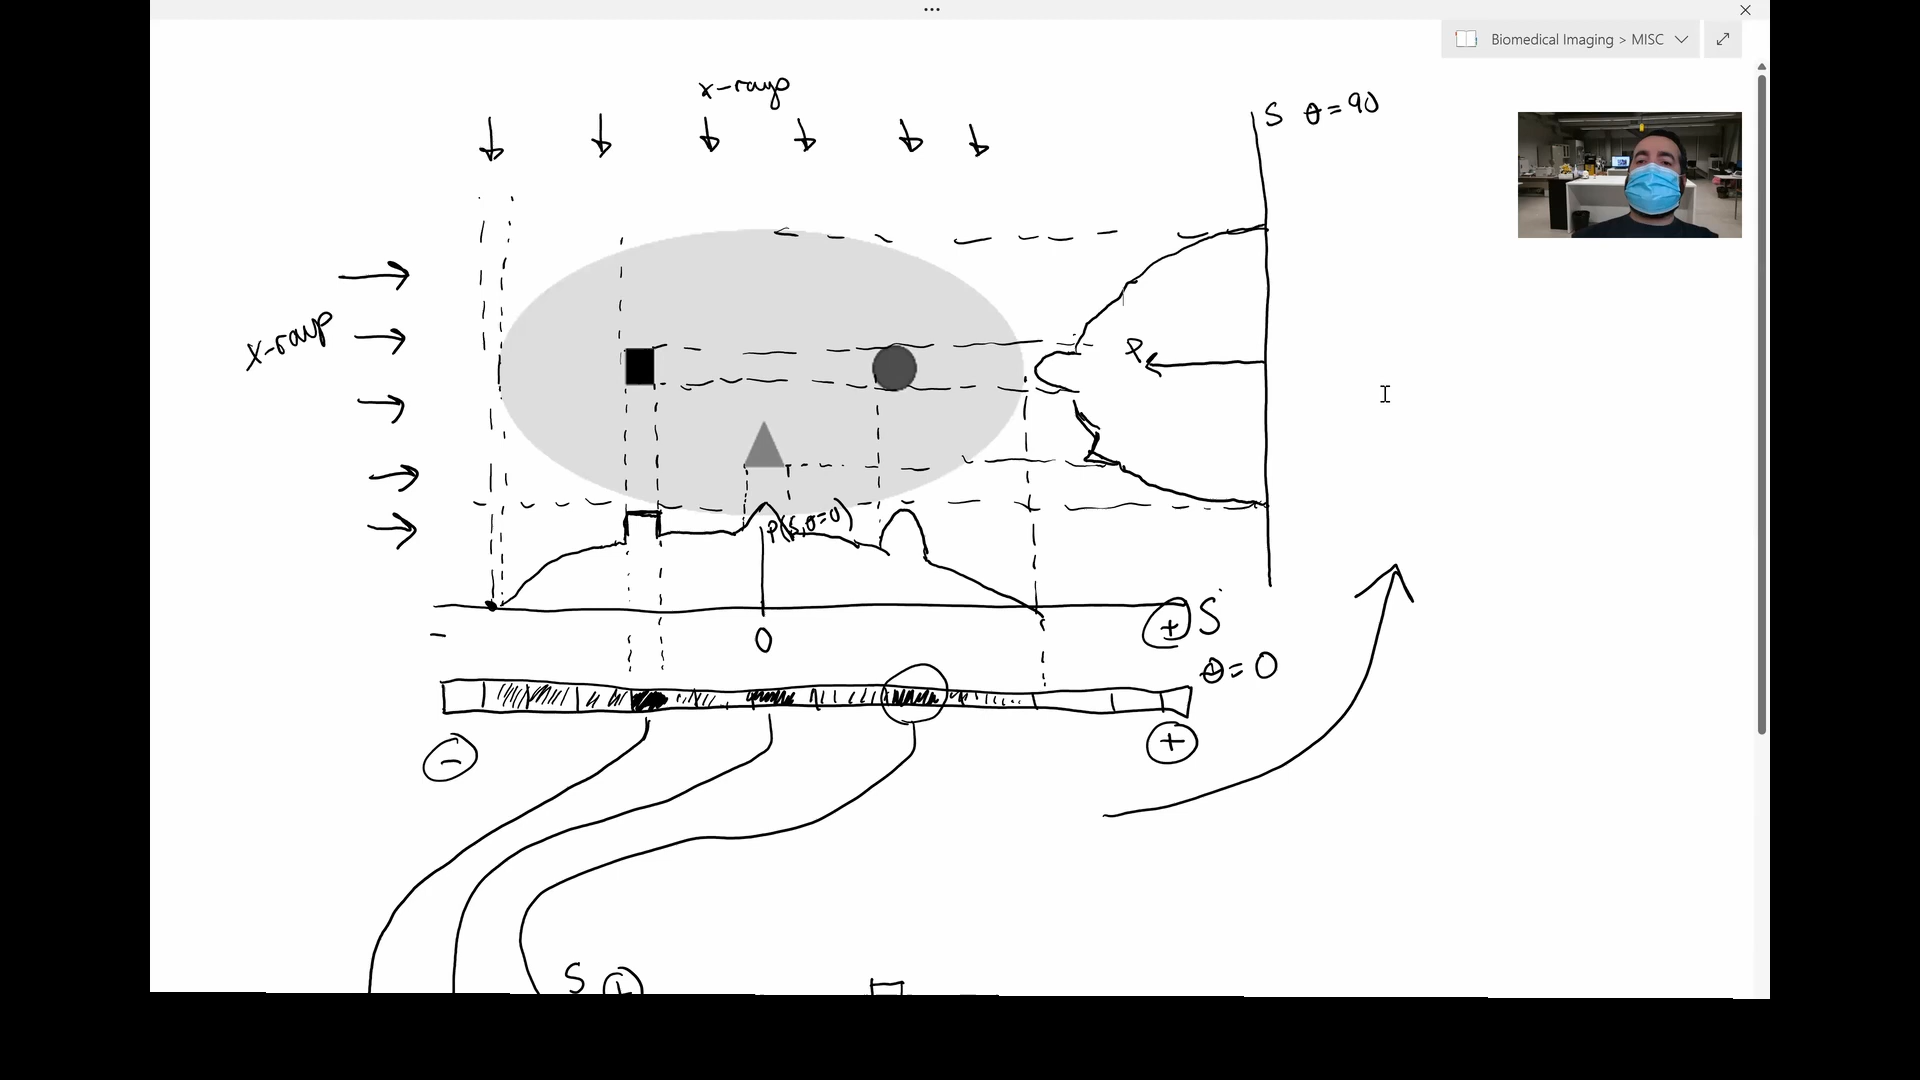 Biomedical Imaging > MISC
x-rays
S θ=90
x-rays
P
P(S,θ=0)
-
0
+ S
θ=0
-
+
S +